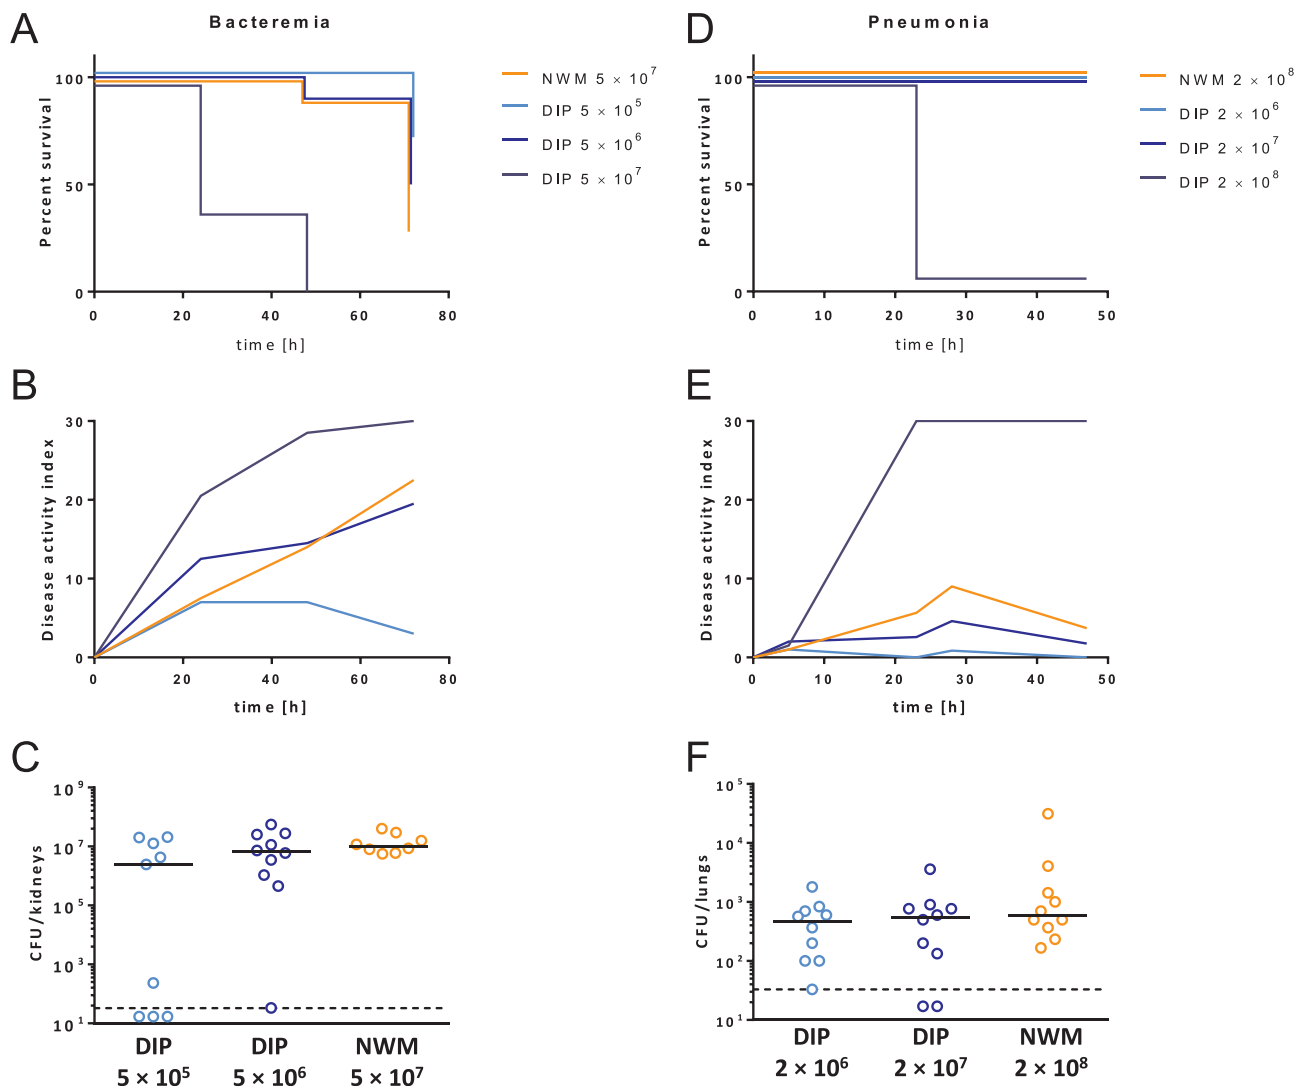 A
Bacteremia
Percent survival
100
50
0
0 20 40 60 80
time [h]
NWM 5 × 10⁷
DIP 5 × 10⁵
DIP 5 × 10⁶
DIP 5 × 10⁷
D
Pneumonia
Percent survival
100
50
0
0 10 20 30 40 50
time [h]
NWM 2 × 10⁸
DIP 2 × 10⁶
DIP 2 × 10⁷
DIP 2 × 10⁸
B
Disease activity index
30
20
10
0
0 20 40 60 80
time [h]
E
Disease activity index
30
20
10
0
0 10 20 30 40 50
time [h]
C
CFU/kidneys
10⁹
10⁷
10⁵
10³
10¹
DIP DIP NWM
5 × 10⁵ 5 × 10⁶ 5 × 10⁷
F
CFU/lungs
10⁵
10⁴
10³
10²
10¹
DIP DIP NWM
2 × 10⁶ 2 × 10⁷ 2 × 10⁸